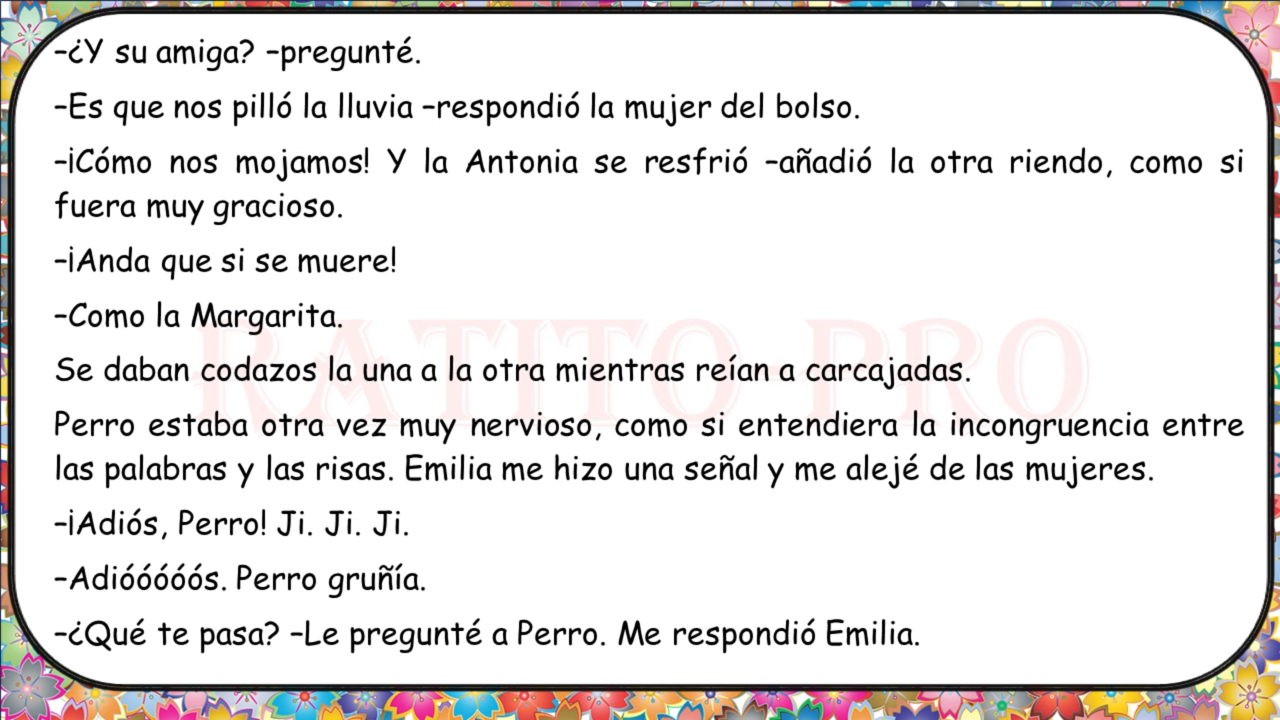 –¿Y su amiga? –pregunté.
–Es que nos pilló la lluvia –respondió la mujer del bolso.
–¡Cómo nos mojamos! Y la Antonia se resfrió –añadió la otra riendo, como si
fuera muy gracioso.
–¡Anda que si se muere!
–Como la Margarita.
RATITO PRO
Se daban codazos la una a la otra mientras reían a carcajadas.
Perro estaba otra vez muy nervioso, como si entendiera la incongruencia entre
las palabras y las risas. Emilia me hizo una señal y me alejé de las mujeres.
–¡Adiós, Perro! Ji. Ji. Ji.
–Adióóóóós. Perro gruñía.
–¿Qué te pasa? –Le pregunté a Perro. Me respondió Emilia.